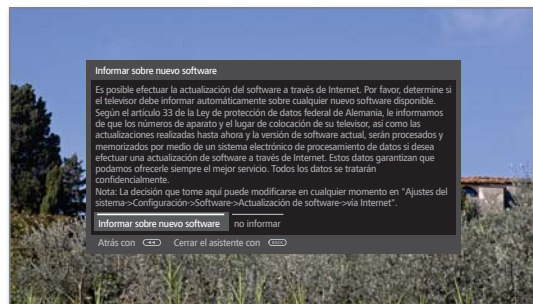 Informar sobre nuevo software
Es posible efectuar la actualización del software a través de Internet. Por favor, determine si
el televisor debe informar automáticamente sobre cualquier nuevo software disponible.
Según el artículo 33 de la Ley de protección de datos federal de Alemania, le informamos
de que los números de aparato y el lugar de colocación de su televisor, así como las
actualizaciones realizadas hasta ahora y la versión de software actual, serán procesados y
memorizados por medio de un sistema electrónico de procesamiento de datos si desea
efectuar una actualización de software a través de Internet. Estos datos garantizan que
podamos ofrecerle siempre el mejor servicio. Todos los datos se tratarán
confidencialmente.
Nota: La decisión que tome aquí puede modificarse en cualquier momento en "Ajustes del
sistema->Configuración->Software->Actualización de software->vía Internet".
Informar sobre nuevo software no informar
Atrás con Cerrar el asistente con